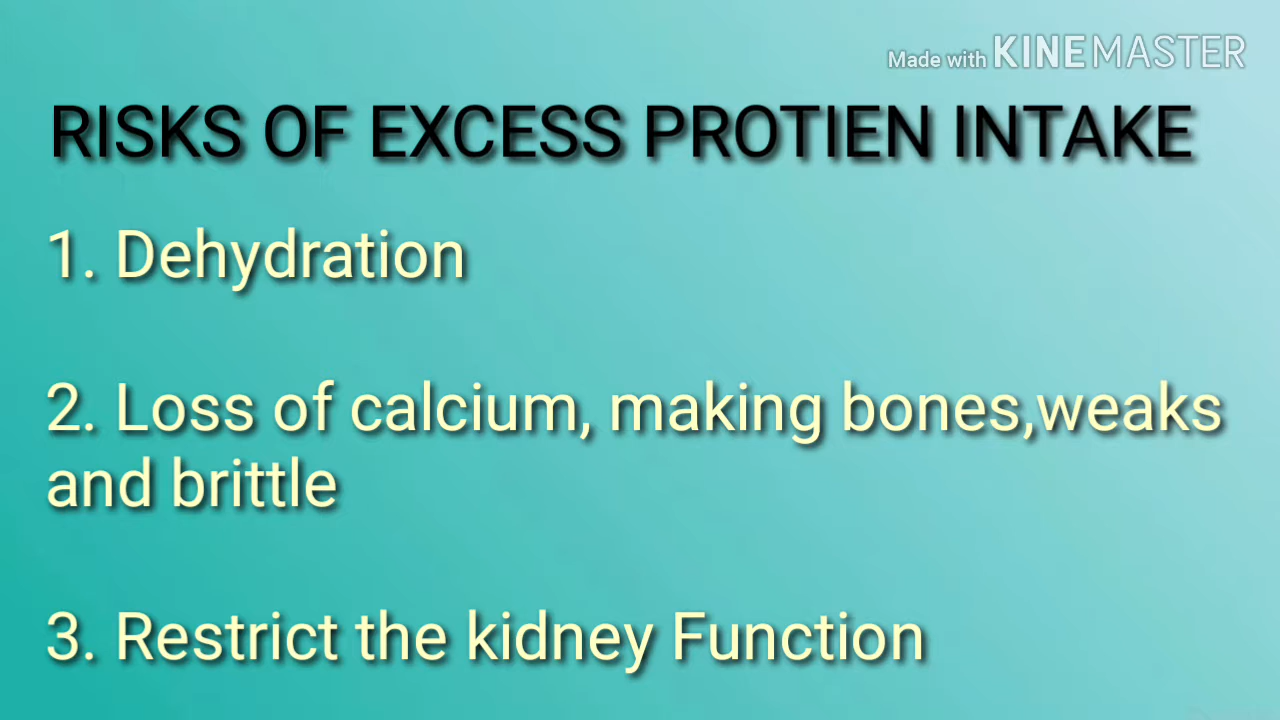 Made with KINEMASTER
RISKS OF EXCESS PROTIEN INTAKE
1. Dehydration
2. Loss of calcium, making bones,weaks
and brittle
3. Restrict the kidney Function